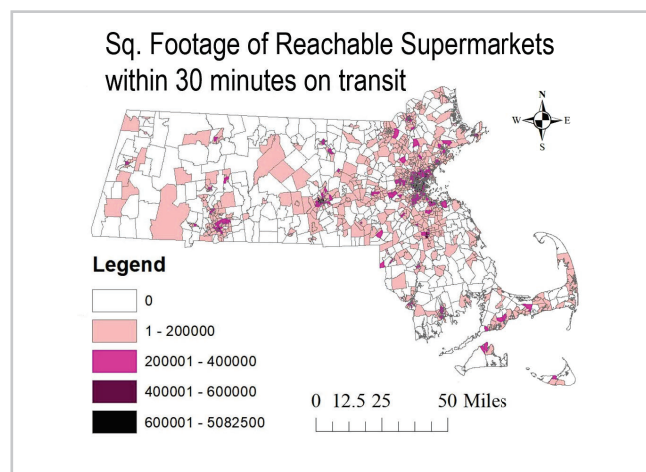 Sq. Footage of Reachable Supermarkets
within 30 minutes on transit
N
W E
S
Legend
0
1 - 200000
200001 - 400000
400001 - 600000
600001 - 5082500
0 12.5 25 50 Miles